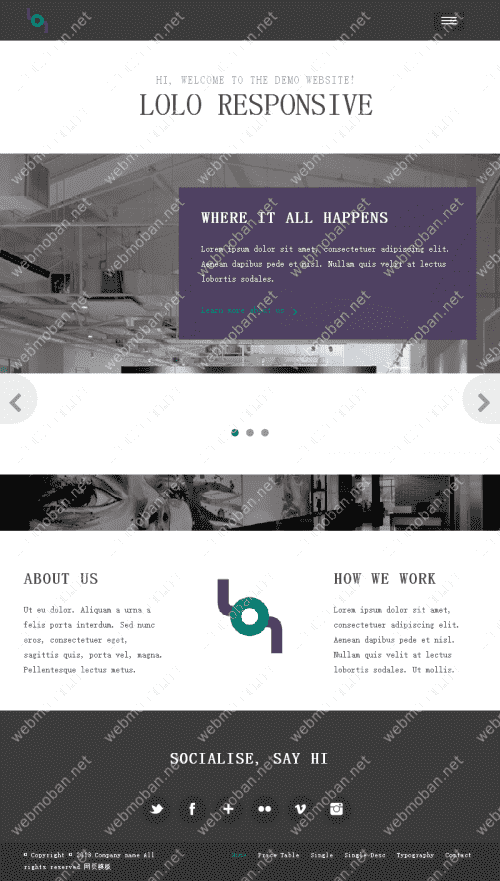 HI, WELCOME TO THE DEMO WEBSITE!
LOLO RESPONSIVE
WHERE IT ALL HAPPENS
Lorem ipsum dolor sit amet, consectetuer adipiscing elit.
Aenean dapibus pede et nisl. Nullam quis velit at lectus
lobortis sodales.
Learn more
ABOUT US
Ut eu dolor. Aliquam a urna a
felis porta interdum. Sed nunc
eros, consectetuer eget,
sagittis quis, porta vel, magna.
Pellentesque lectus metus.
HOW WE WORK
Lorem ipsum dolor sit amet,
consectetuer adipiscing elit.
Aenean dapibus pede et nisl.
Nullam quis velit at lectus
lobortis sodales. Ut mollis.
SOCIALISE, SAY HI
Copyright © 2013 Company name All
rights reserved 网页模板
Home Price Table Single Single-Desc Typography Contact
webmoban.net